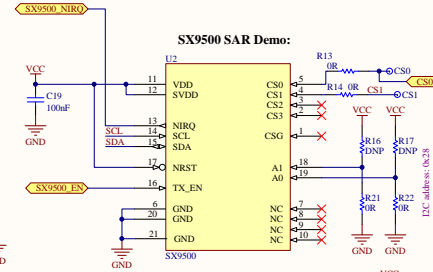 SX9500_NIRQ
SX9500 SAR Demo:
U2
R13
0R
CS0
CS0
VCC
C19
100nF
GND
11 VDD
12 SVDD
CS0 5
CS1 4
CS2 3
CS3 2
R14 0R
CS1
CS1
13 NIRQ
SCL 14 SCL
SDA 15 SDA
CSG 1
VCC
VCC
R16
DNP
R17
DNP
17 NRST
A1 18
A0 19
SX9500_EN
16 TX_EN
R21
0R
R22
0R
I2C address: 0x28
6 GND
20 GND
21 GND
NC 7
NC 8
NC 9
NC 10
GND
GND
GND
SX9500